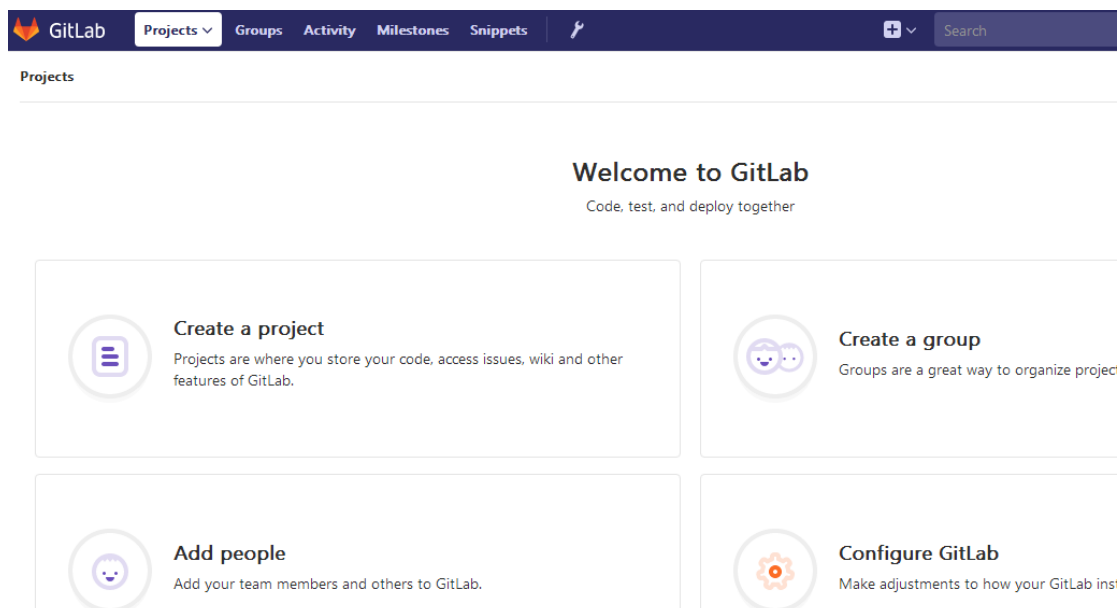 GitLab Projects Groups Activity Milestones Snippets Search
Projects
Welcome to GitLab
Code, test, and deploy together
Create a project
Projects are where you store your code, access issues, wiki and other
features of GitLab.
Create a group
Groups are a great way to organize
Add people
Add your team members and others to GitLab.
Configure GitLab
Make adjustments to how your GitLab